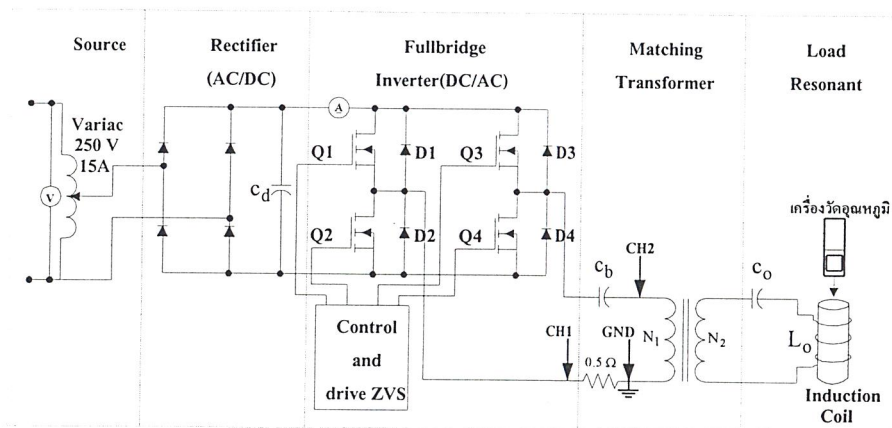 Source
Rectifier
(AC/DC)
Fullbridge
Inverter(DC/AC)
Matching
Transformer
Load
Resonant
Variac
250 V
15A
V
A
Q1
D1
Q3
D3
Cd
Q2
D2
Q4
D4
เครื่องวัดอุณหภูมิ
Control
and
drive ZVS
Cb
CH2
CH1
GND
0.5 Ω
N1
N2
Co
Lo
Induction
Coil